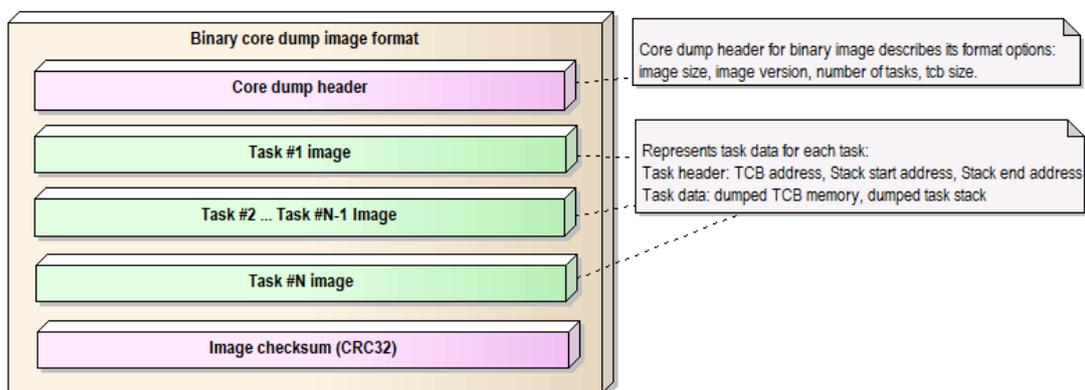 Binary core dump image format
Core dump header
Task #1 image
Task #2 ... Task #N-1 Image
Task #N image
Image checksum (CRC32)
Core dump header for binary image describes its format options:
image size, image version, number of tasks, tcb size.
Represents task data for each task:
Task header: TCB address, Stack start address, Stack end address
Task data: dumped TCB memory, dumped task stack